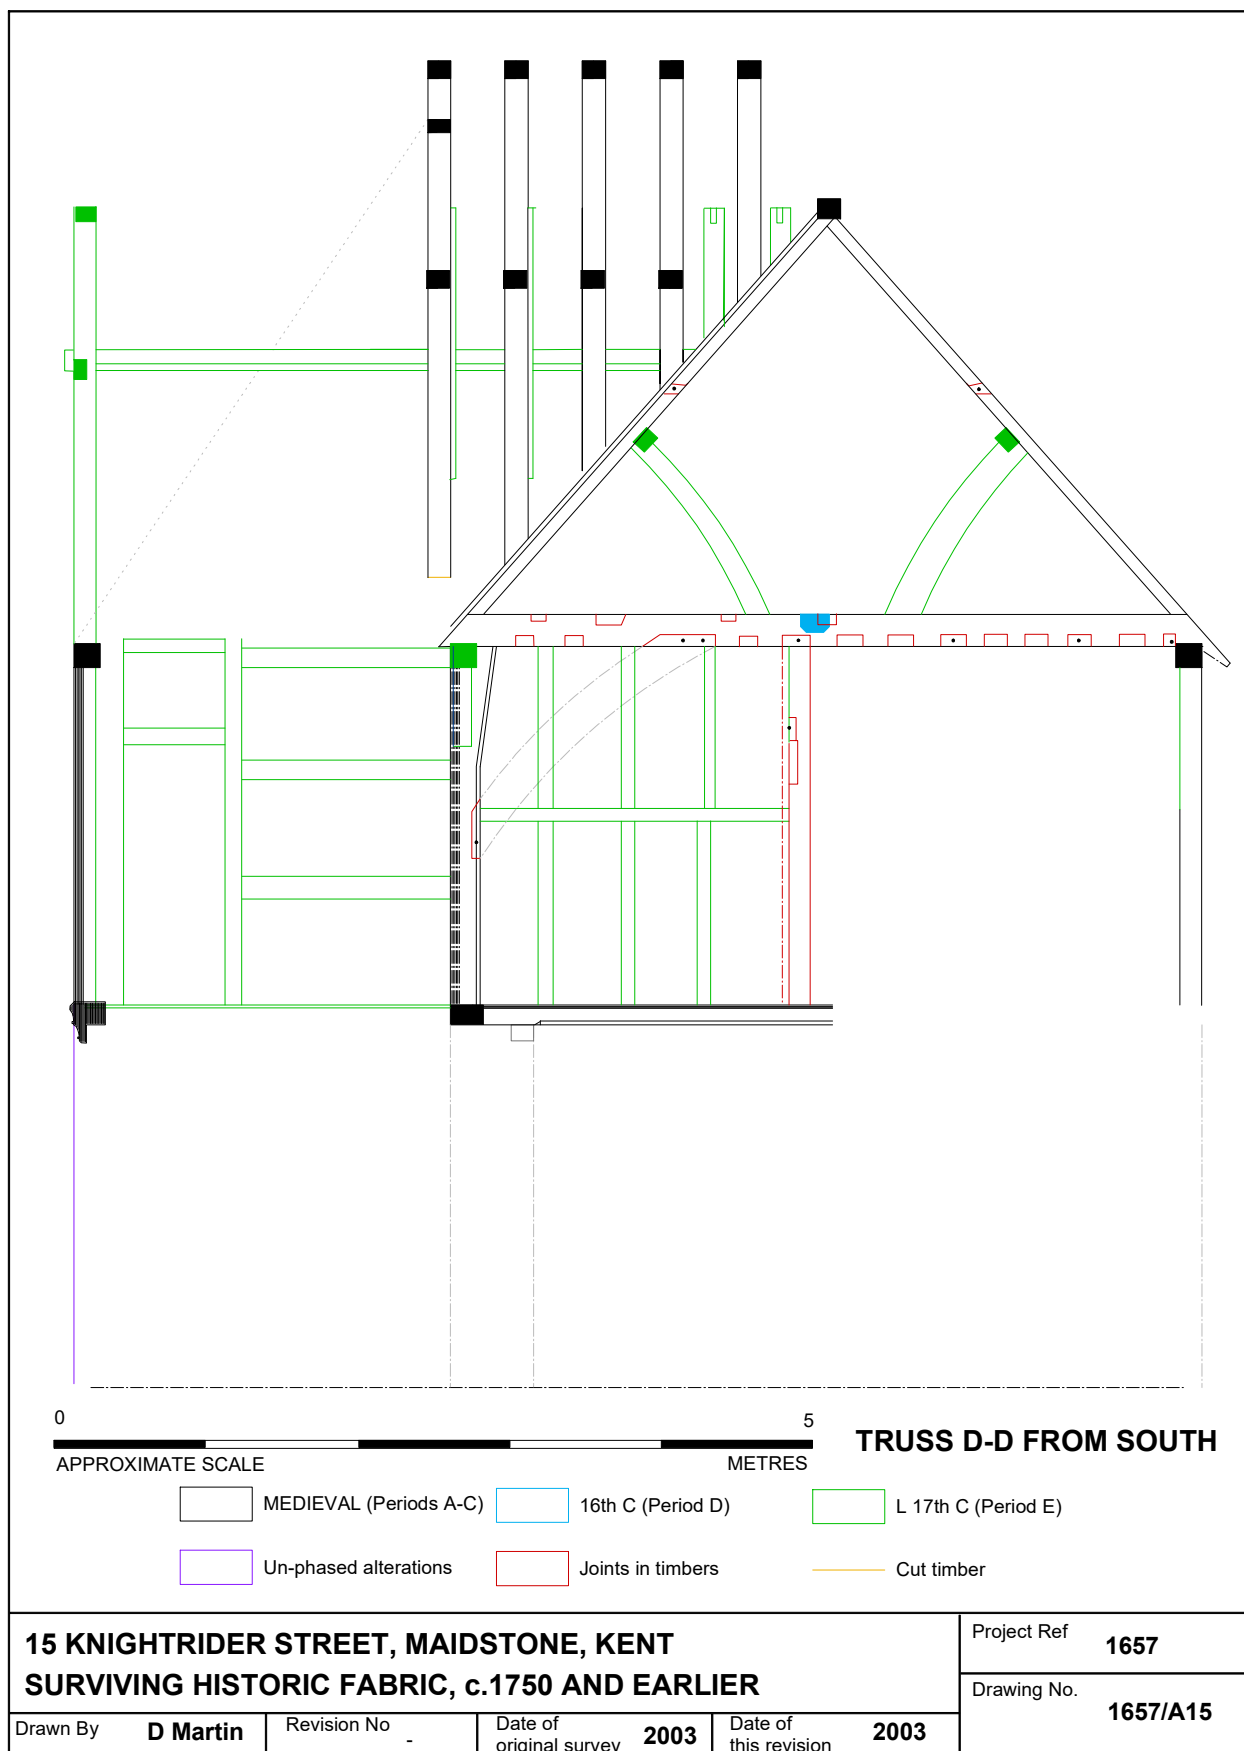 0 5
TRUSS D-D FROM SOUTH
APPROXIMATE SCALE METRES
MEDIEVAL (Periods A-C) 16th C (Period D) L 17th C (Period E)
Un-phased alterations Joints in timbers Cut timber
15 KNIGHTRIDER STREET, MAIDSTONE, KENT
SURVIVING HISTORIC FABRIC, c.1750 AND EARLIER
Project Ref 1657
Drawing No. 1657/A15
Drawn By D Martin
Revision No -
Date of
original survey 2003
Date of
this revision 2003